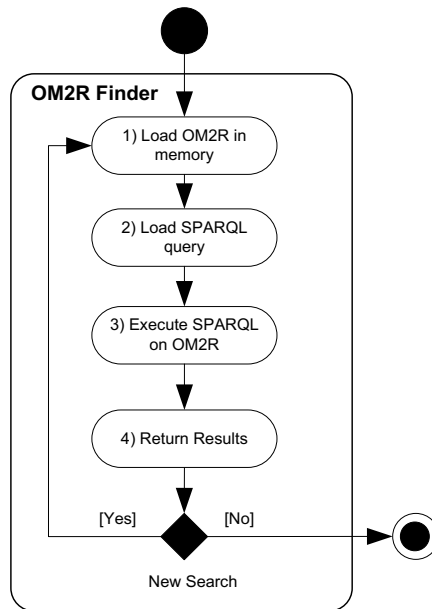 OM2R Finder
1) Load OM2R in
memory
2) Load SPARQL
query
3) Execute SPARQL
on OM2R
4) Return Results
[Yes]
[No]
New Search